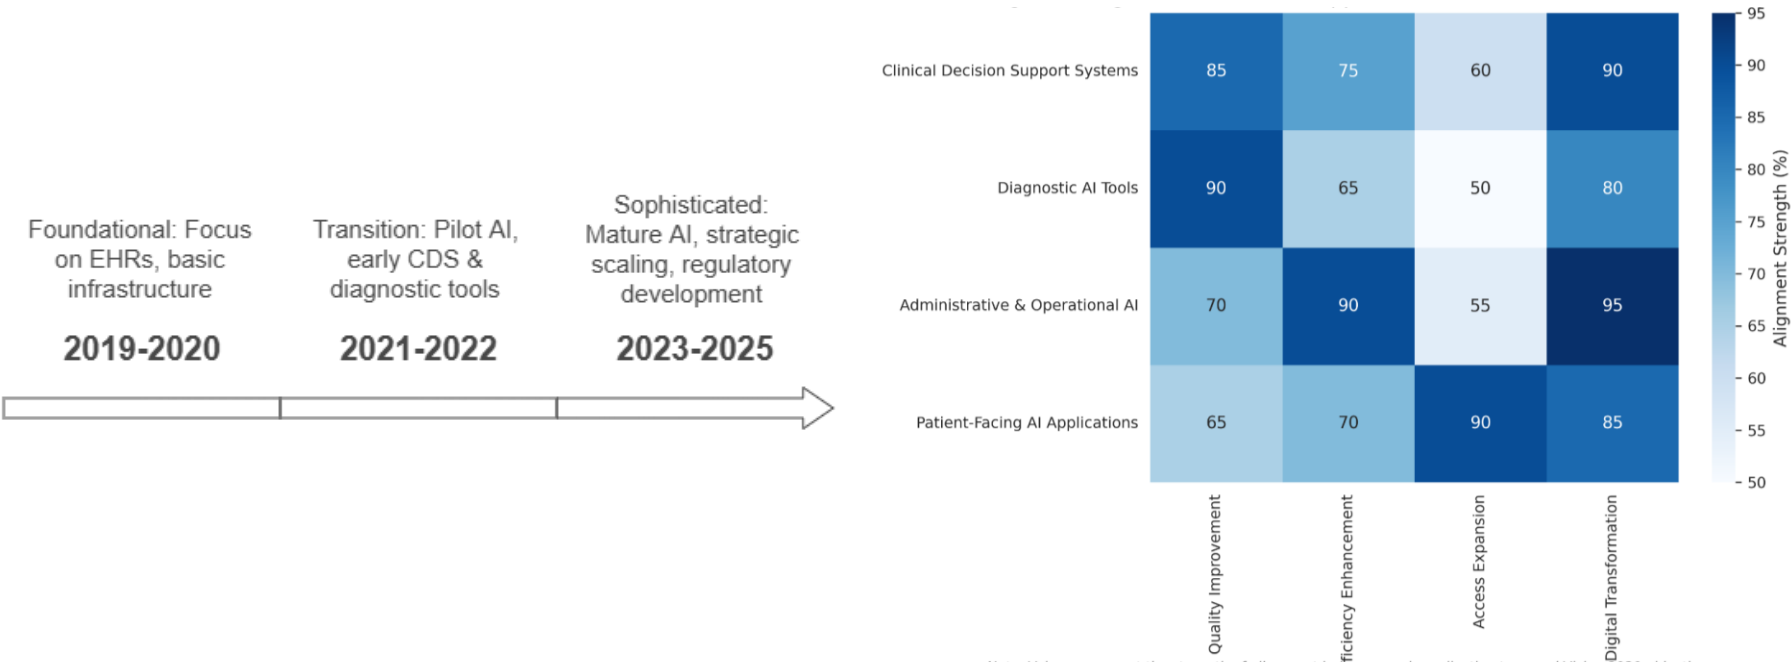 Foundational: Focus
on EHRs, basic
infrastructure
2019-2020
Transition: Pilot AI,
early CDS &
diagnostic tools
2021-2022
Sophisticated:
Mature AI, strategic
scaling, regulatory
development
2023-2025
Clinical Decision Support Systems
85 75 60 90
Diagnostic AI Tools
90 65 50 80
Administrative & Operational AI
70 90 55 95
Patient-Facing AI Applications
65 70 90 85
Quality Improvement
ficiency Enhancement
Access Expansion
Digital Transformation
95
90
85
80
75
70
65
60
55
50
Alignment Strength (%)